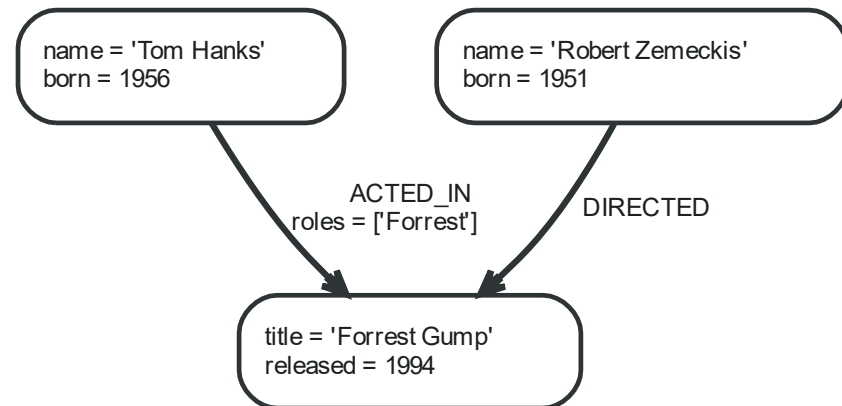 name = 'Tom Hanks'
born = 1956
name = 'Robert Zemeckis'
born = 1951
ACTED_IN
roles = ['Forrest']
DIRECTED
title = 'Forrest Gump'
released = 1994